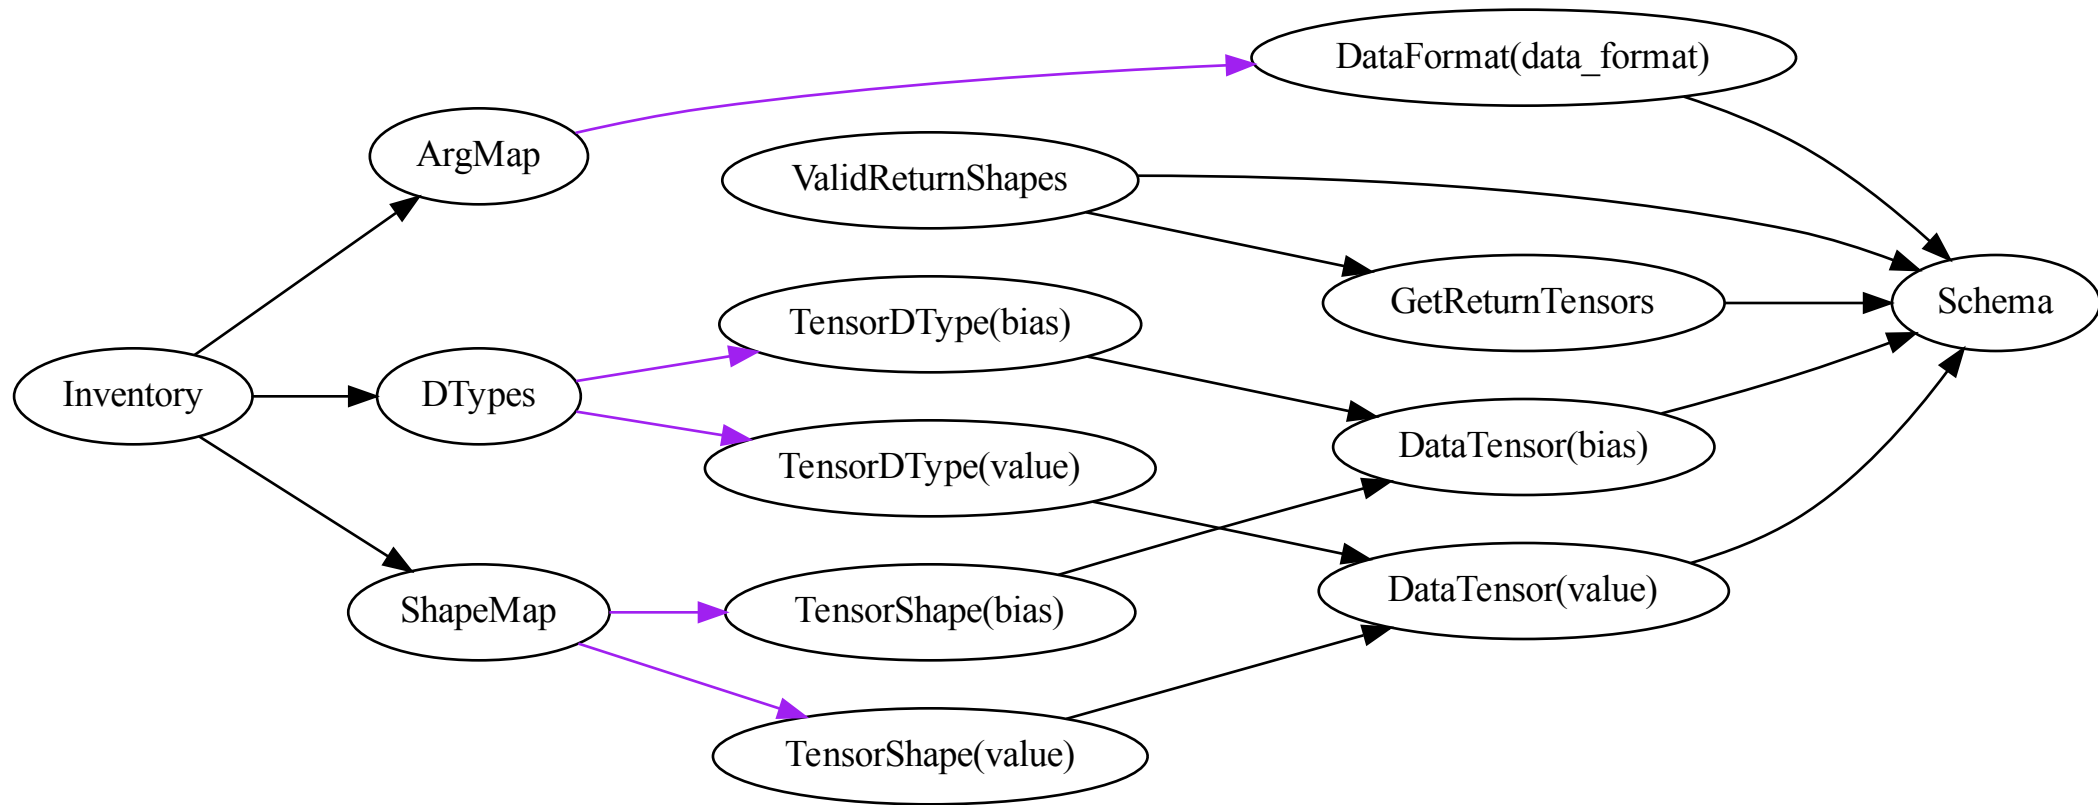 DataFormat(data_format)
ArgMap
ValidReturnShapes
GetReturnTensors
Schema
TensorDType(bias)
Inventory
DTypes
DataTensor(bias)
TensorDType(value)
DataTensor(value)
ShapeMap
TensorShape(bias)
TensorShape(value)